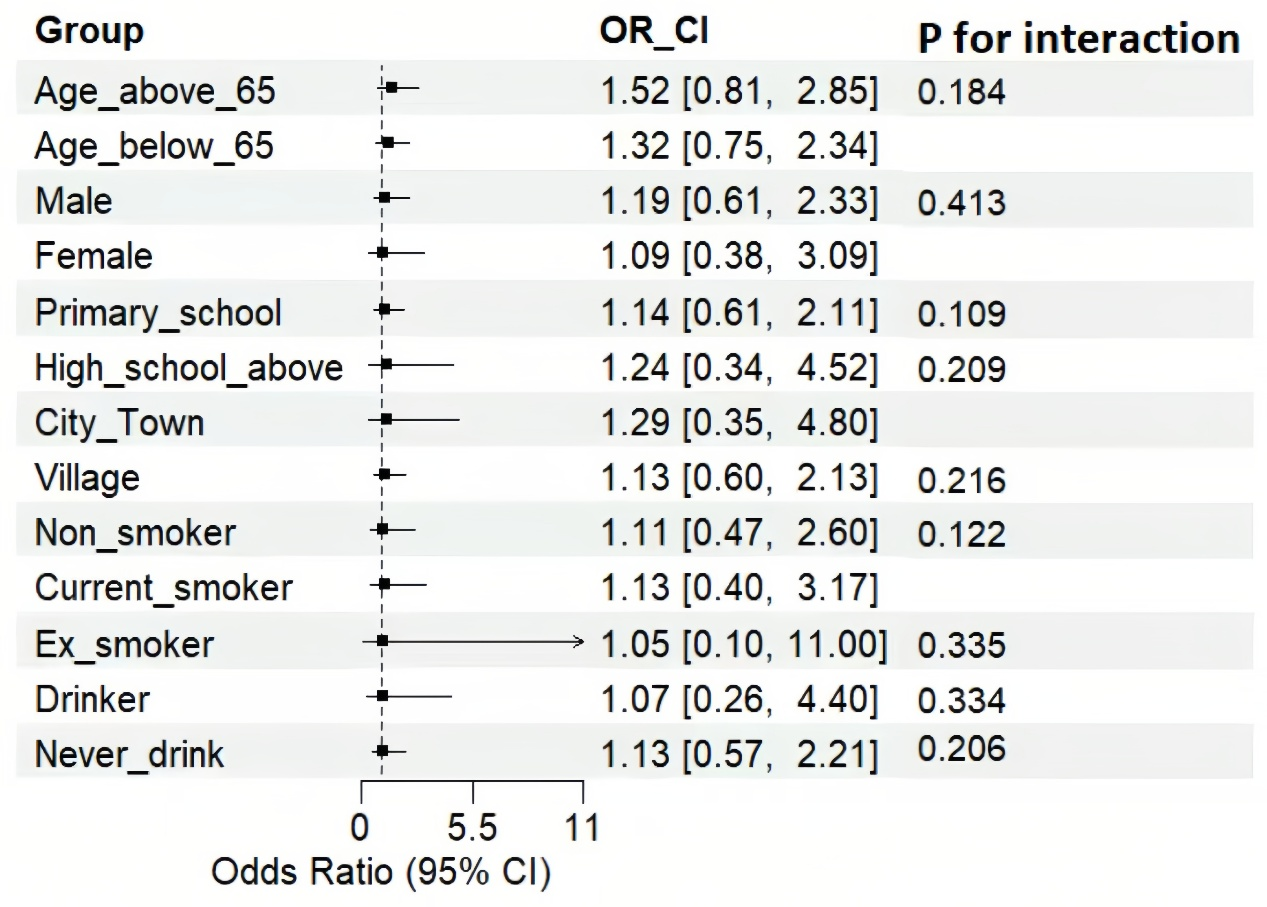 Group OR_CI P for interaction
Age_above_65 1.52 [0.81, 2.85] 0.184
Age_below_65 1.32 [0.75, 2.34]
Male 1.19 [0.61, 2.33] 0.413
Female 1.09 [0.38, 3.09]
Primary_school 1.14 [0.61, 2.11] 0.109
High_school_above 1.24 [0.34, 4.52] 0.209
City_Town 1.29 [0.35, 4.80]
Village 1.13 [0.60, 2.13] 0.216
Non_smoker 1.11 [0.47, 2.60] 0.122
Current_smoker 1.13 [0.40, 3.17]
Ex_smoker 1.05 [0.10, 11.00] 0.335
Drinker 1.07 [0.26, 4.40] 0.334
Never_drink 1.13 [0.57, 2.21] 0.206
0 5.5 11
Odds Ratio (95% CI)